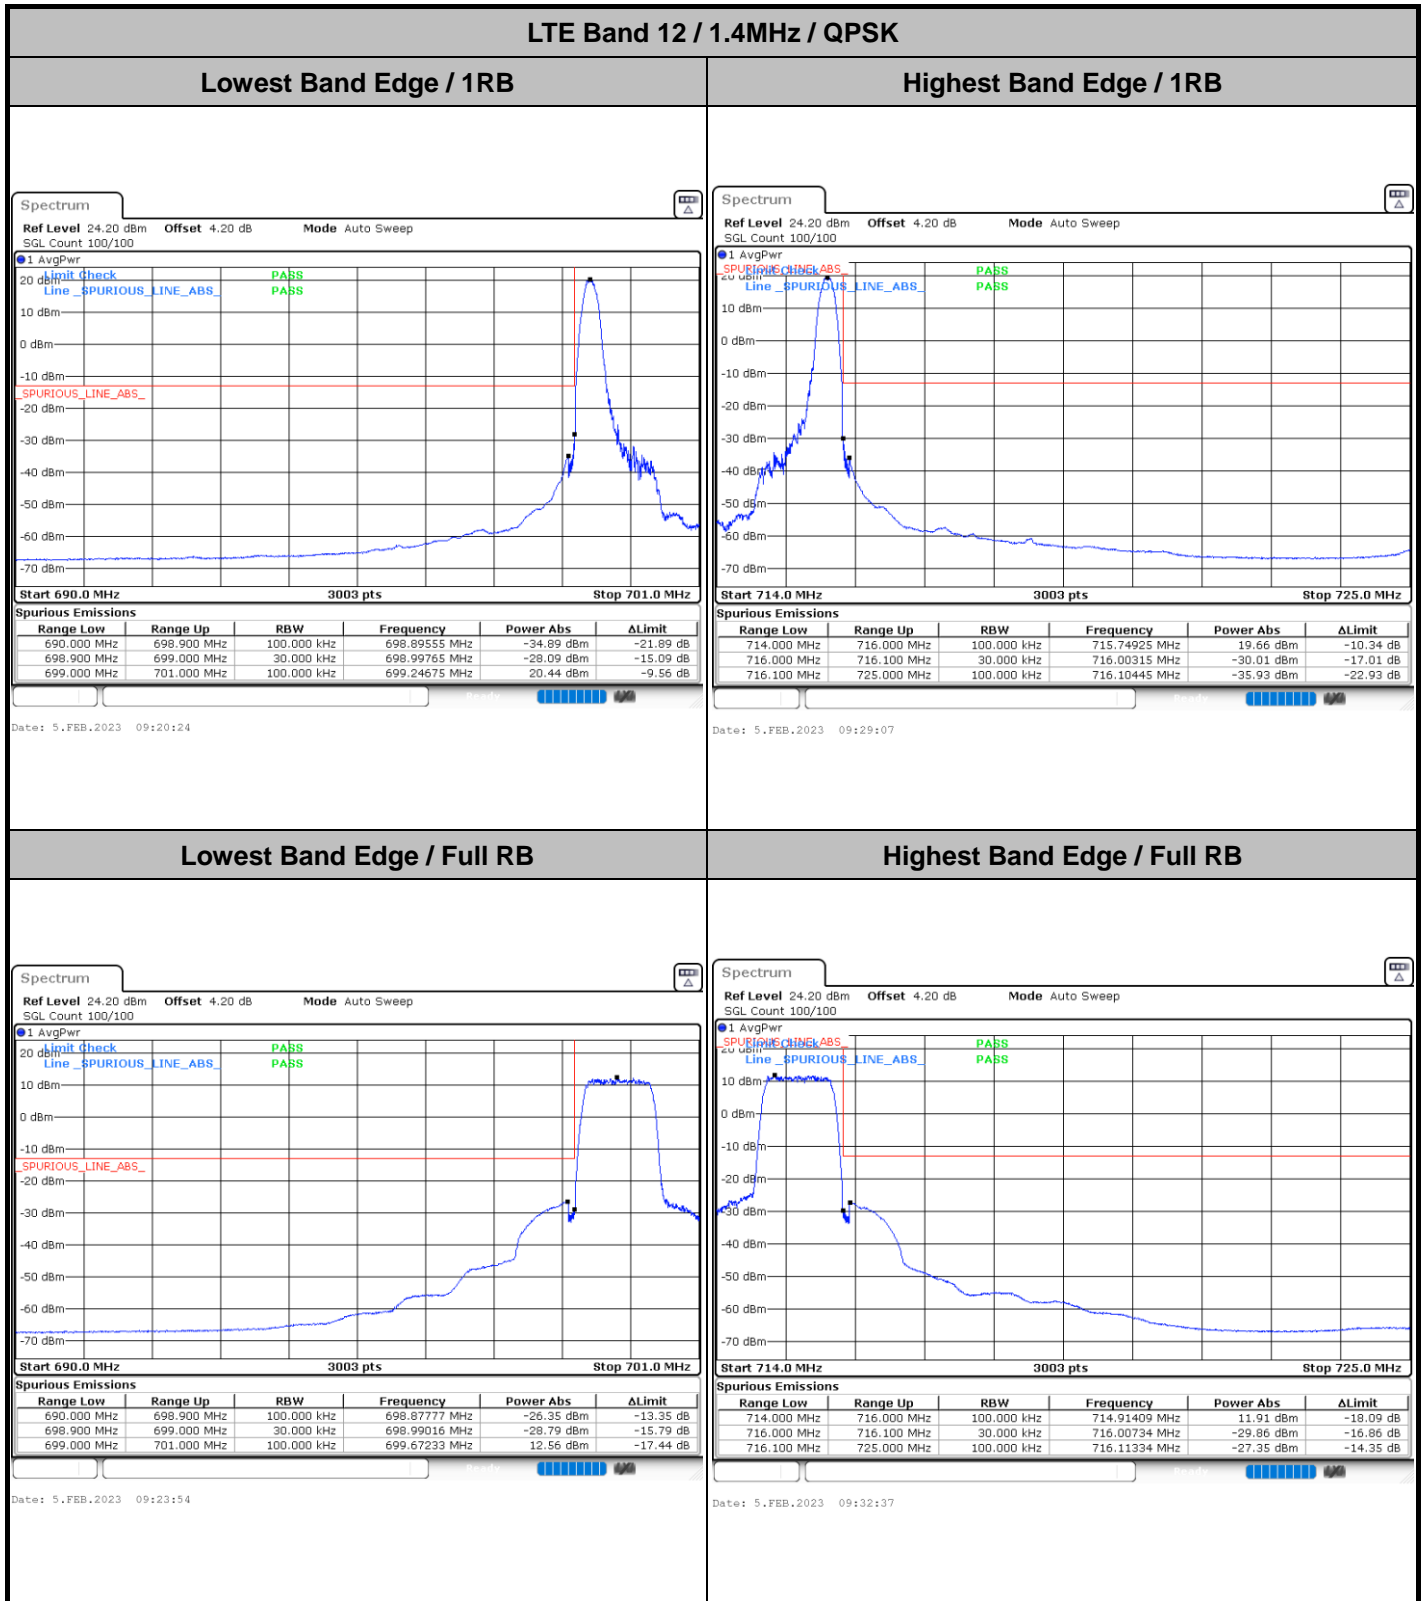 LTE Band 12 / 1.4MHz / QPSK
Lowest Band Edge / 1RB
Highest Band Edge / 1RB
Spectrum
Ref Level 24.20 dBm Offset 4.20 dB Mode Auto Sweep
SGL Count 100/100
1 AvgPwr
Limit Check PASS
20 dBm
Line _SPURIOUS_LINE_ABS_ PASS
10 dBm
0 dBm
-10 dBm
_SPURIOUS_LINE_ABS_
-20 dBm
-30 dBm
-40 dBm
-50 dBm
-60 dBm
-70 dBm
Start 690.0 MHz 3003 pts Stop 701.0 MHz
Spurious Emissions
Range Low Range Up RBW Frequency Power Abs ΔLimit
690.000 MHz 698.900 MHz 100.000 kHz 698.89555 MHz -34.89 dBm -21.89 dB
698.900 MHz 699.000 MHz 30.000 kHz 698.99765 MHz -28.09 dBm -15.09 dB
699.000 MHz 701.000 MHz 100.000 kHz 699.24675 MHz 20.44 dBm -9.56 dB
Ready
Date: 5.FEB.2023 09:20:24
Spectrum
Ref Level 24.20 dBm Offset 4.20 dB Mode Auto Sweep
SGL Count 100/100
1 AvgPwr
_SPURIOUS_LINE_ABS_
Limit Check PASS
20 dBm
Line _SPURIOUS_LINE_ABS_ PASS
10 dBm
0 dBm
-10 dBm
-20 dBm
-30 dBm
-40 dBm
-50 dBm
-60 dBm
-70 dBm
Start 714.0 MHz 3003 pts Stop 725.0 MHz
Spurious Emissions
Range Low Range Up RBW Frequency Power Abs ΔLimit
714.000 MHz 716.000 MHz 100.000 kHz 715.74925 MHz 19.66 dBm -10.34 dB
716.000 MHz 716.100 MHz 30.000 kHz 716.00315 MHz -30.01 dBm -17.01 dB
716.100 MHz 725.000 MHz 100.000 kHz 716.10445 MHz -35.93 dBm -22.93 dB
Ready
Date: 5.FEB.2023 09:29:07
Lowest Band Edge / Full RB
Highest Band Edge / Full RB
Spectrum
Ref Level 24.20 dBm Offset 4.20 dB Mode Auto Sweep
SGL Count 100/100
1 AvgPwr
Limit Check PASS
20 dBm
Line _SPURIOUS_LINE_ABS_ PASS
10 dBm
0 dBm
-10 dBm
_SPURIOUS_LINE_ABS_
-20 dBm
-30 dBm
-40 dBm
-50 dBm
-60 dBm
-70 dBm
Start 690.0 MHz 3003 pts Stop 701.0 MHz
Spurious Emissions
Range Low Range Up RBW Frequency Power Abs ΔLimit
690.000 MHz 698.900 MHz 100.000 kHz 698.87777 MHz -26.35 dBm -13.35 dB
698.900 MHz 699.000 MHz 30.000 kHz 698.99016 MHz -28.79 dBm -15.79 dB
699.000 MHz 701.000 MHz 100.000 kHz 699.67233 MHz 12.56 dBm -17.44 dB
Ready
Date: 5.FEB.2023 09:23:54
Spectrum
Ref Level 24.20 dBm Offset 4.20 dB Mode Auto Sweep
SGL Count 100/100
1 AvgPwr
_SPURIOUS_LINE_ABS_
Limit Check PASS
20 dBm
Line _SPURIOUS_LINE_ABS_ PASS
10 dBm
0 dBm
-10 dBm
-20 dBm
-30 dBm
-40 dBm
-50 dBm
-60 dBm
-70 dBm
Start 714.0 MHz 3003 pts Stop 725.0 MHz
Spurious Emissions
Range Low Range Up RBW Frequency Power Abs ΔLimit
714.000 MHz 716.000 MHz 100.000 kHz 714.91409 MHz 11.91 dBm -18.09 dB
716.000 MHz 716.100 MHz 30.000 kHz 716.00734 MHz -29.86 dBm -16.86 dB
716.100 MHz 725.000 MHz 100.000 kHz 716.11334 MHz -27.35 dBm -14.35 dB
Ready
Date: 5.FEB.2023 09:32:37